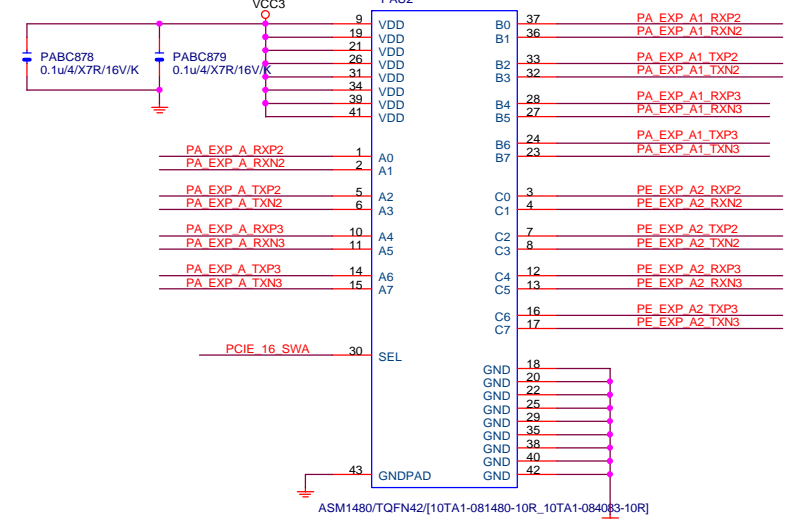 VCC3
PABC878
0.1u/4/X7R/16V/K
PABC879
0.1u/4/X7R/16V/K
9 VDD
19 VDD
21 VDD
26 VDD
31 VDD
34 VDD
39 VDD
41 VDD
PA_EXP_A_RXP2 1 A0
PA_EXP_A_RXN2 2 A1
PA_EXP_A_TXP2 5 A2
PA_EXP_A_TXN2 6 A3
PA_EXP_A_RXP3 10 A4
PA_EXP_A_RXN3 11 A5
PA_EXP_A_TXP3 14 A6
PA_EXP_A_TXN3 15 A7
PCIE_16_SWA 30 SEL
43 GNDPAD
B0 37 PA_EXP_A1_RXP2
B1 36 PA_EXP_A1_RXN2
B2 33 PA_EXP_A1_TXP2
B3 32 PA_EXP_A1_TXN2
B4 28 PA_EXP_A1_RXP3
B5 27 PA_EXP_A1_RXN3
B6 24 PA_EXP_A1_TXP3
B7 23 PA_EXP_A1_TXN3
C0 3 PE_EXP_A2_RXP2
C1 4 PE_EXP_A2_RXN2
C2 7 PE_EXP_A2_TXP2
C3 8 PE_EXP_A2_TXN2
C4 12 PE_EXP_A2_RXP3
C5 13 PE_EXP_A2_RXN3
C6 16 PE_EXP_A2_TXP3
C7 17 PE_EXP_A2_TXN3
GND 18
GND 20
GND 22
GND 25
GND 29
GND 35
GND 38
GND 40
GND 42
ASM1480/TQFN42/[10TA1-081480-10R_10TA1-084083-10R]